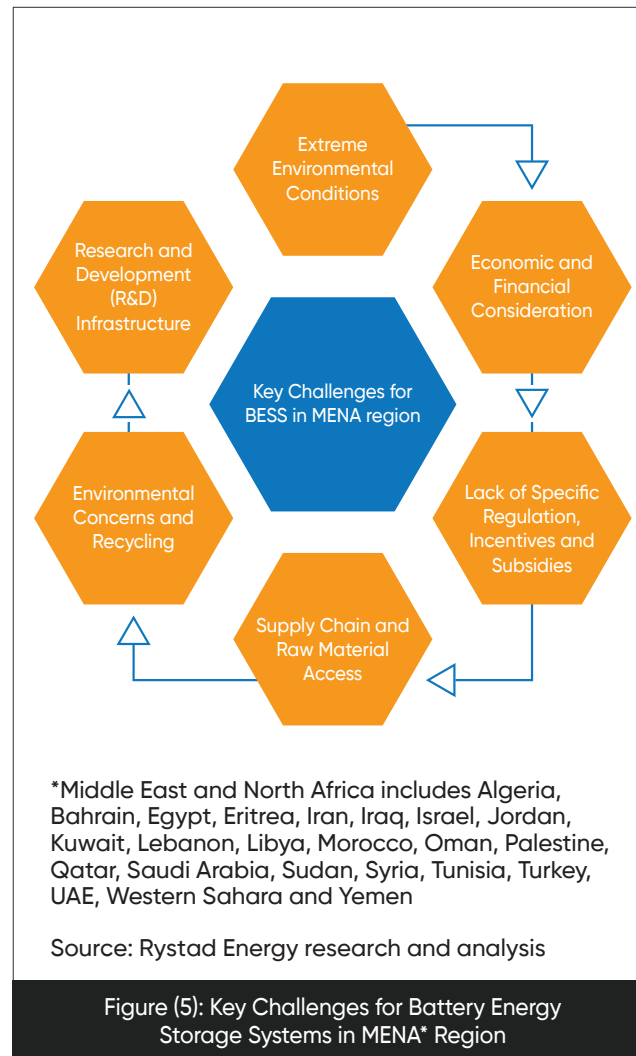 Extreme
Environmental
Conditions
Economic and
Financial
Consideration
Lack of Specific
Regulation,
Incentives and
Subsidies
Supply Chain and
Raw Material
Access
Environmental
Concerns and
Recycling
Research and
Development
(R&D)
Infrastructure
Key Challenges for
BESS in MENA region
*Middle East and North Africa includes Algeria,
Bahrain, Egypt, Eritrea, Iran, Iraq, Israel, Jordan,
Kuwait, Lebanon, Libya, Morocco, Oman, Palestine,
Qatar, Saudi Arabia, Sudan, Syria, Tunisia, Turkey,
UAE, Western Sahara and Yemen
Source: Rystad Energy research and analysis
Figure (5): Key Challenges for Battery Energy
Storage Systems in MENA* Region